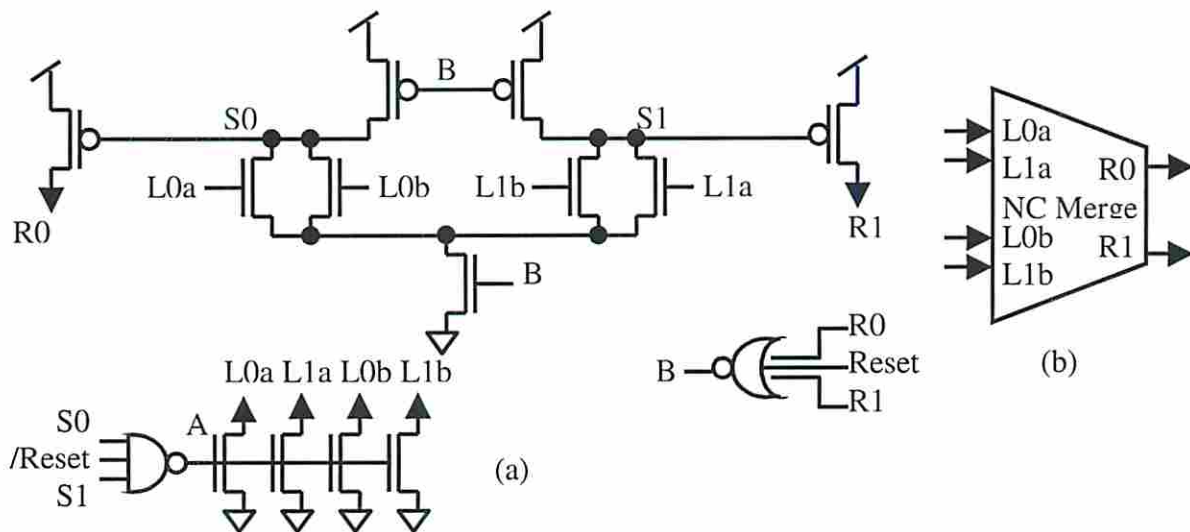 B
S0
S1
L0a
L0b
L1b
L1a
R0
R1
B
L0a
L1a
R0
NC Merge
L0b
R1
L1b
(b)
R0
B
Reset
R1
L0a L1a L0b L1b
A
S0
/Reset
S1
(a)